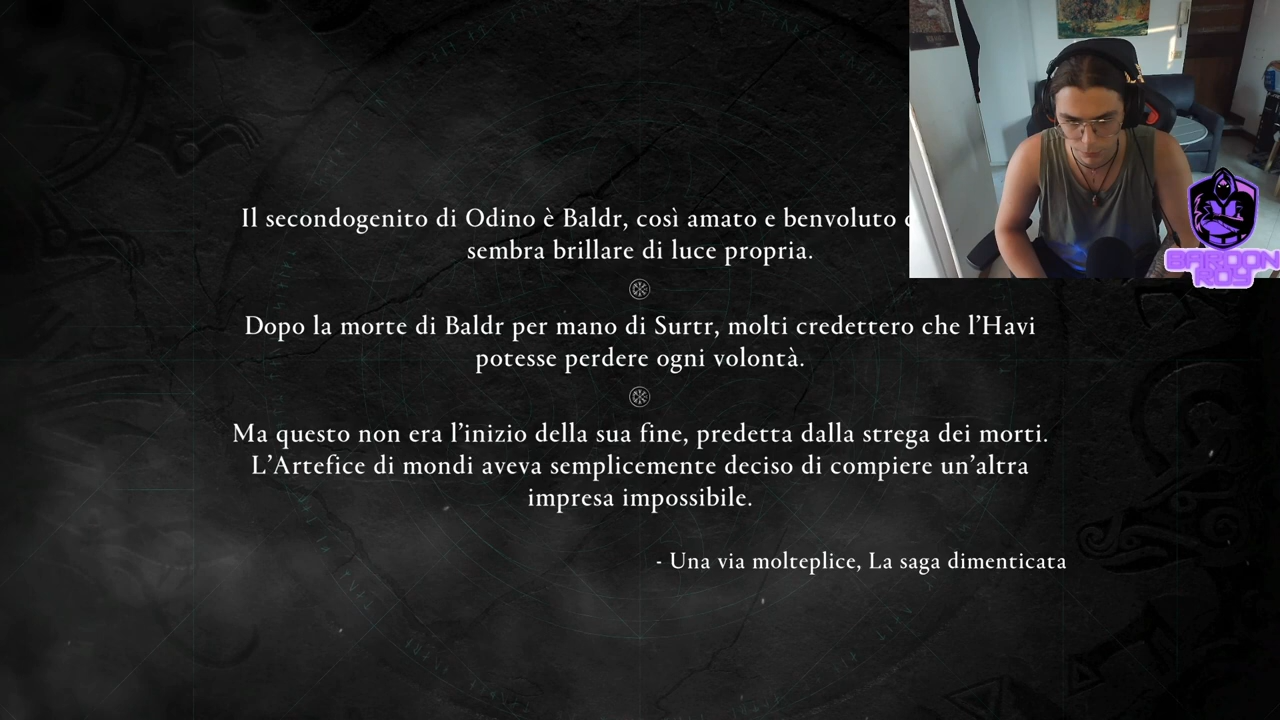 Il secondogenito di Odino è Baldr, così amato e benvoluto
sembra brillare di luce propria.
Dopo la morte di Baldr per mano di Surtr, molti credettero che l’Havi
potesse perdere ogni volontà.
Ma questo non era l’inizio della sua fine, predetta dalla strega dei morti.
L’Artefice di mondi aveva semplicemente deciso di compiere un’altra
impresa impossibile.
- Una via molteplice, La saga dimenticata
BAROON
ROY